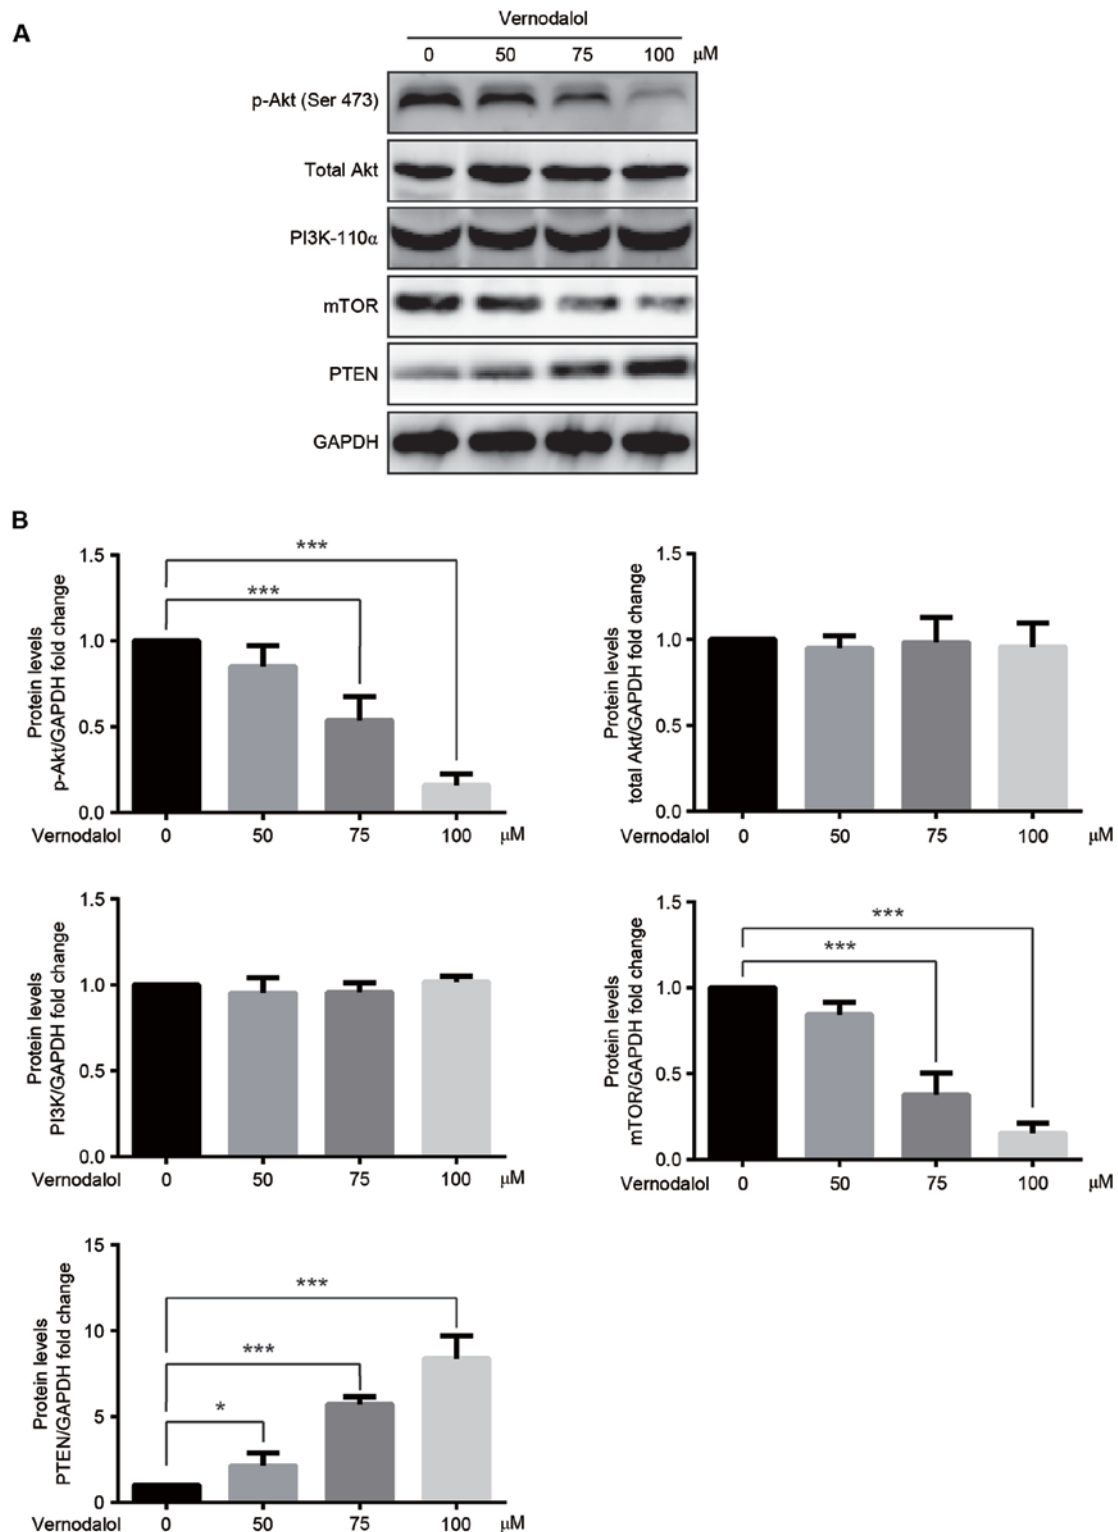 A
Vernodalol
0 50 75 100 μM
p-Akt (Ser 473)
Total Akt
PI3K-110α
mTOR
PTEN
GAPDH
B
Protein levels
p-Akt/GAPDH fold change
1.5
1.0
0.5
0.0
***
***
Vernodalol 0 50 75 100 μM
Protein levels
total Akt/GAPDH fold change
1.5
1.0
0.5
0.0
Vernodalol 0 50 75 100 μM
Protein levels
PI3K/GAPDH fold change
1.5
1.0
0.5
0.0
Vernodalol 0 50 75 100 μM
Protein levels
mTOR/GAPDH fold change
1.5
1.0
0.5
0.0
***
***
Vernodalol 0 50 75 100 μM
Protein levels
PTEN/GAPDH fold change
15
10
5
0
***
***
*
Vernodalol 0 50 75 100 μM